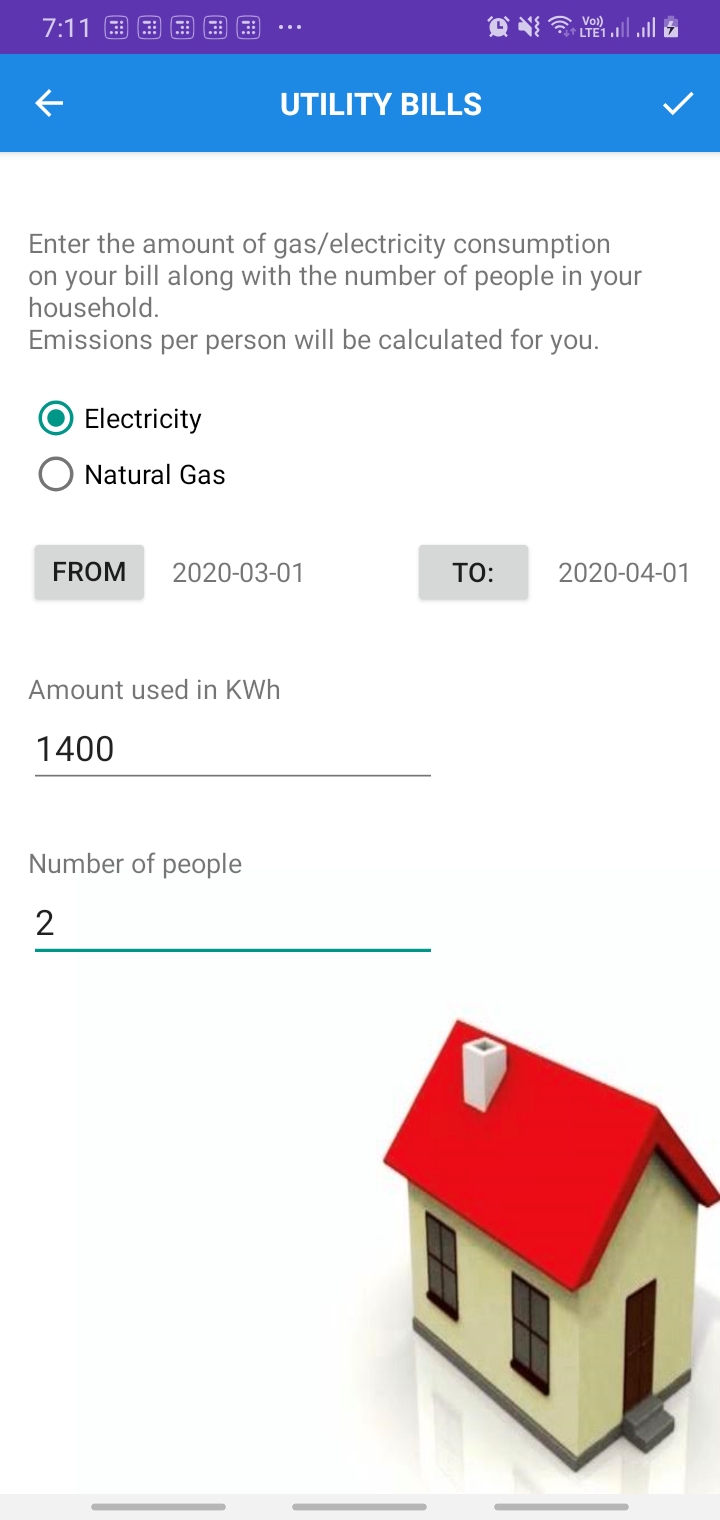 7:11
Vo)) LTE1
UTILITY BILLS
Enter the amount of gas/electricity consumption
on your bill along with the number of people in your
household.
Emissions per person will be calculated for you.
Electricity
Natural Gas
FROM 2020-03-01 TO: 2020-04-01
Amount used in KWh
1400
Number of people
2